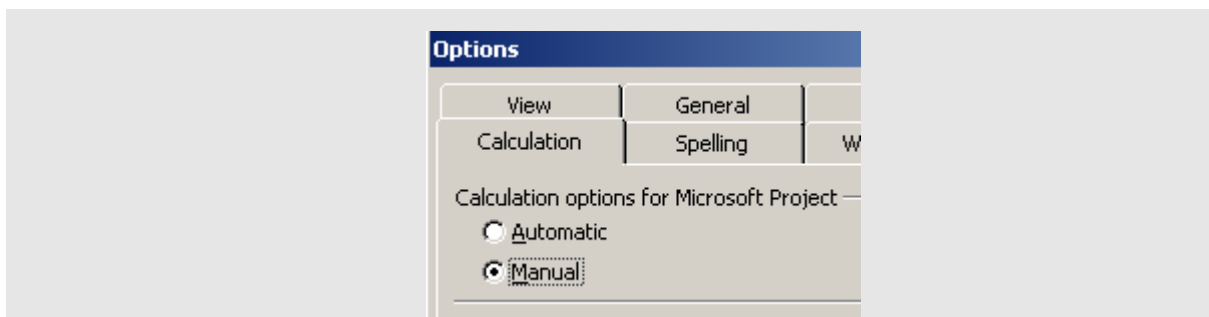 Options
View General
Calculation Spelling W
Calculation options for Microsoft Project
Automatic
Manual